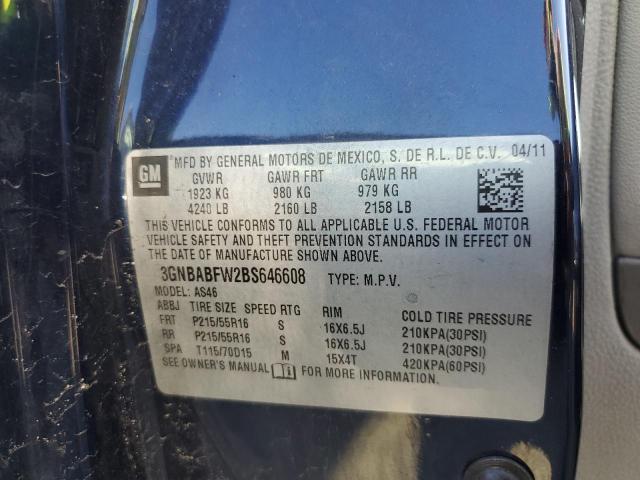 GM
MFD BY GENERAL MOTORS DE MEXICO, S. DE R.L. DE C.V. 04/11
GVWR GAWR FRT GAWR RR
1923 KG 980 KG 979 KG
4240 LB 2160 LB 2158 LB
THIS VEHICLE CONFORMS TO ALL APPLICABLE U.S. FEDERAL MOTOR
VEHICLE SAFETY AND THEFT PREVENTION STANDARDS IN EFFECT ON
THE DATE OF MANUFACTURE SHOWN ABOVE.
3GNBABFW2BS646608 TYPE: M.P.V.
MODEL: AS46
ABBJ TIRE SIZE SPEED RTG RIM COLD TIRE PRESSURE
FRT P215/55R16 S 16X6.5J 210KPA(30PSI)
RR P215/55R16 S 16X6.5J 210KPA(30PSI)
SPA T115/70D15 M 15X4T 420KPA(60PSI)
SEE OWNER'S MANUAL FOR MORE INFORMATION.